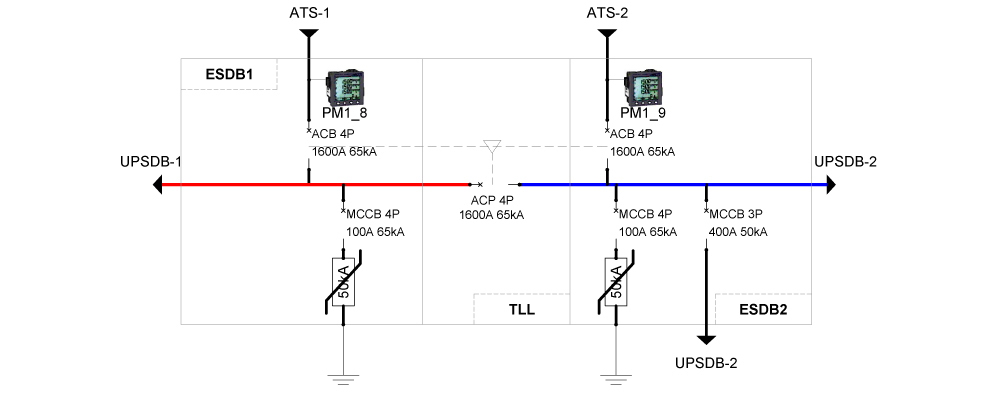 ATS-1
ATS-2
ESDB1
PM1_8
PM1_9
ACB 4P
1600A 65kA
ACB 4P
1600A 65kA
UPSDB-1
UPSDB-2
ACP 4P
1600A 65kA
MCCB 4P
100A 65kA
MCCB 4P
100A 65kA
MCCB 3P
400A 50kA
50kA
50kA
TLL
ESDB2
UPSDB-2